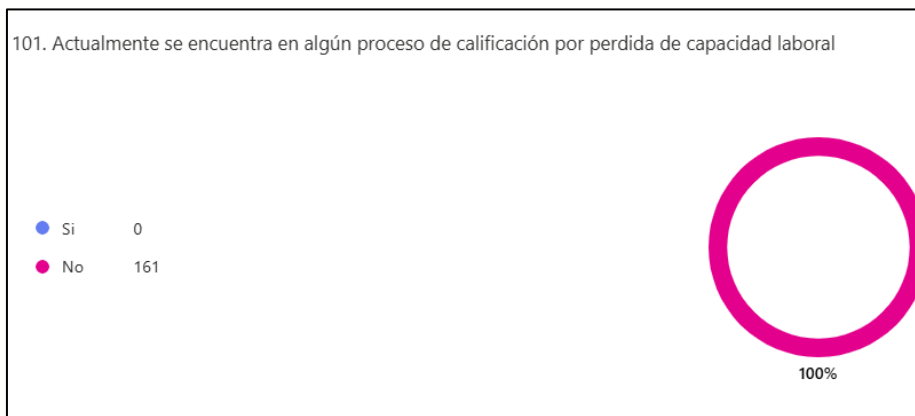 101. Actualmente se encuentra en algún proceso de calificación por perdida de capacidad laboral
Si 0
No 161
100%